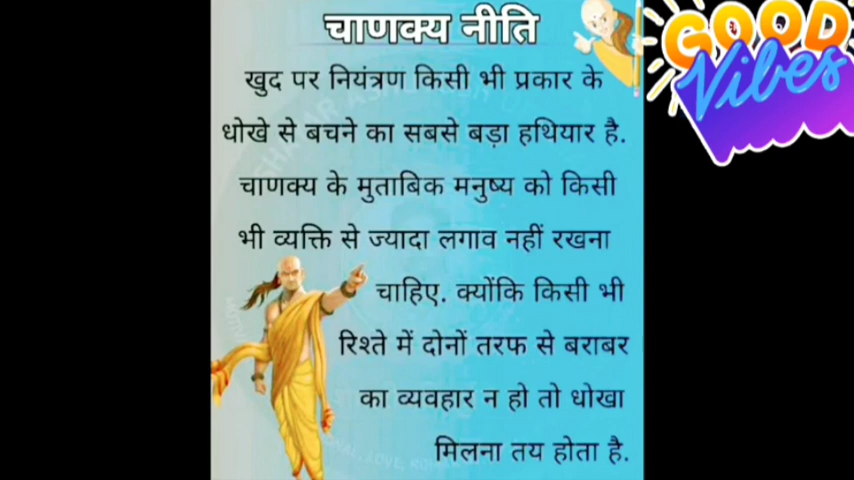 चाणक्य नीति
GOOD
Vibes
खुद पर नियंत्रण किसी भी प्रकार के
धोखे से बचने का सबसे बड़ा हथियार है.
चाणक्य के मुताबिक मनुष्य को किसी
भी व्यक्ति से ज्यादा लगाव नहीं रखना
चाहिए. क्योंकि किसी भी
रिश्ते में दोनों तरफ से बराबर
का व्यवहार न हो तो धोखा
मिलना तय होता है.